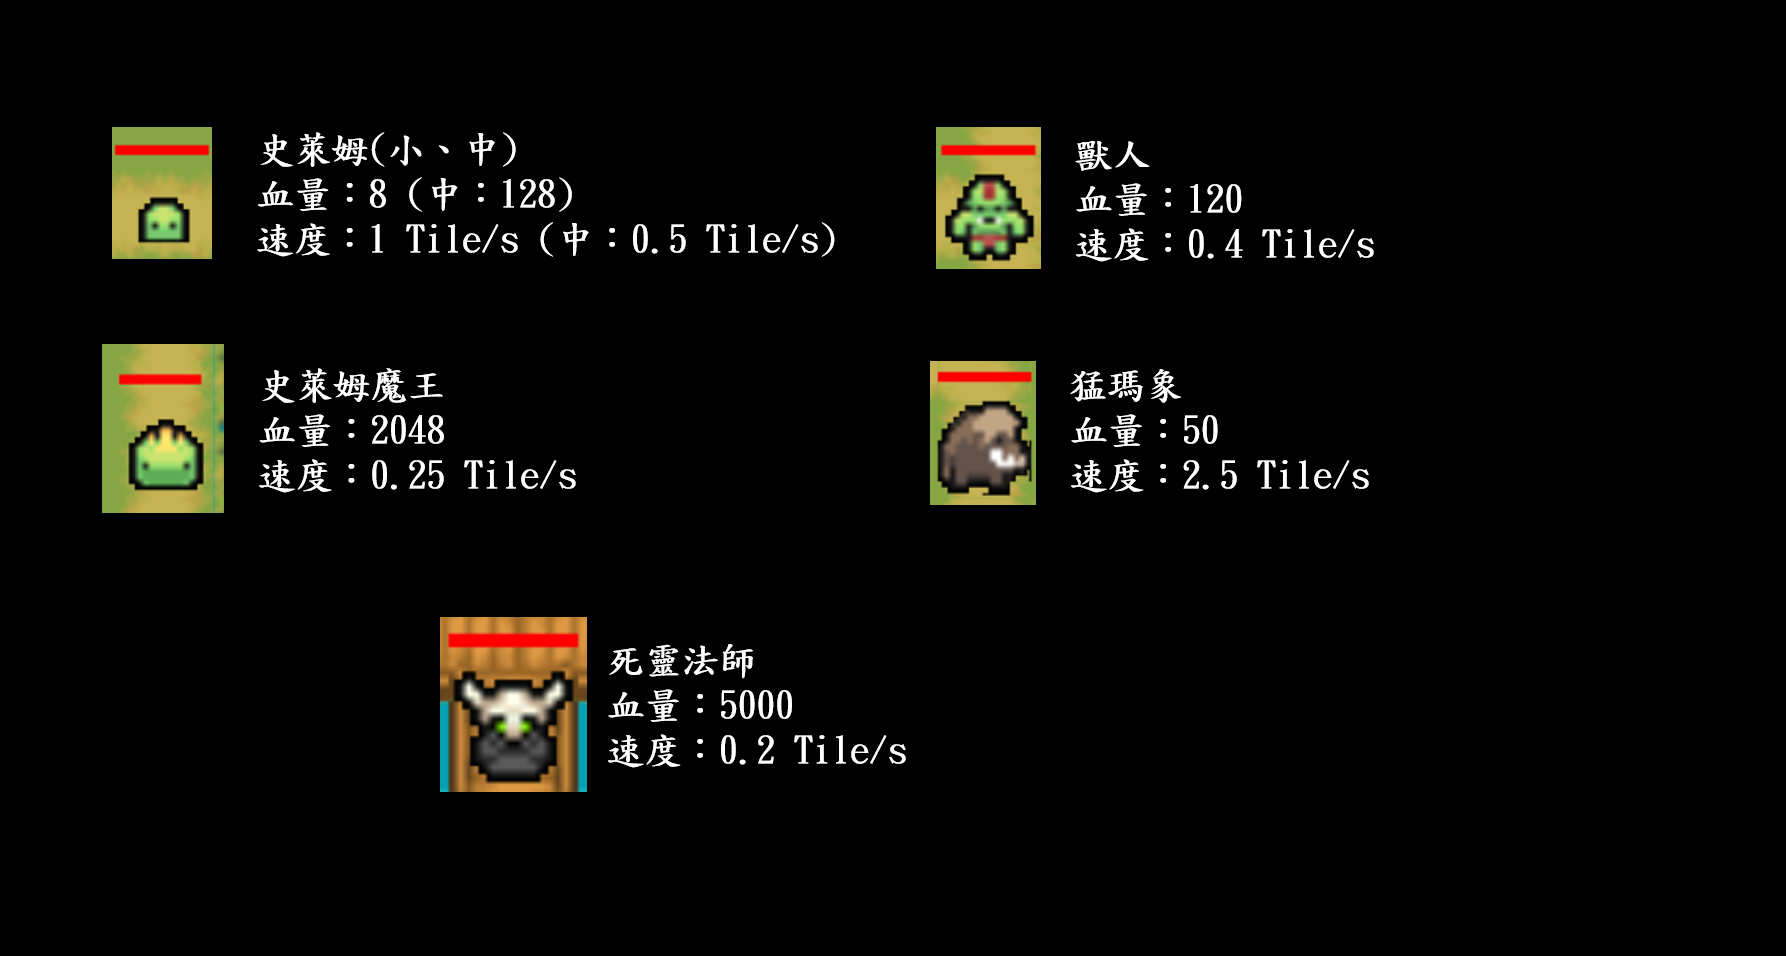 史萊姆(小、中)
血量：8 (中：128)
速度：1 Tile/s (中：0.5 Tile/s)
獸人
血量：120
速度：0.4 Tile/s
史萊姆魔王
血量：2048
速度：0.25 Tile/s
猛瑪象
血量：50
速度：2.5 Tile/s
死靈法師
血量：5000
速度：0.2 Tile/s